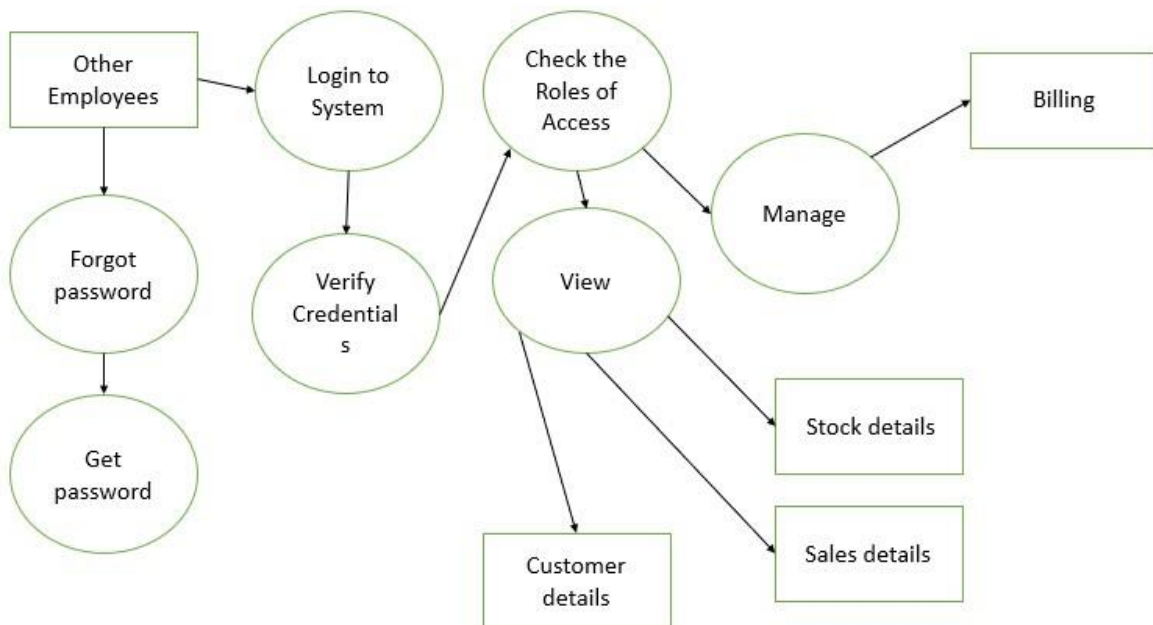 Other
Employees
Login to
System
Check the
Roles of
Access
Billing
Manage
Forgot
password
Verify
Credential
s
View
Stock details
Get
password
Sales details
Customer
details